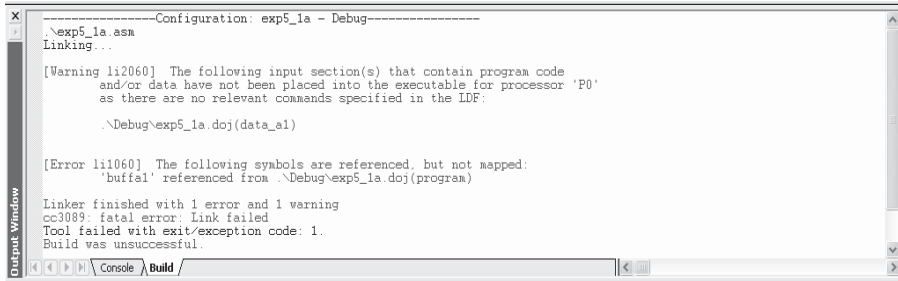 ----------------Configuration: exp5_1a - Debug----------------
.\exp5_1a.asm
Linking...
[Warning li2060]  The following input section(s) that contain program code
and/or data have not been placed into the executable for processor 'P0'
as there are no relevant commands specified in the LDF:
.\Debug\exp5_1a.doj(data_a1)
[Error li1060]  The following symbols are referenced, but not mapped:
'buffa1' referenced from .\Debug\exp5_1a.doj(program)
Linker finished with 1 error and 1 warning
cc3089: fatal error: Link failed
Tool failed with exit/exception code: 1.
Build was unsuccessful.
Output Window
Console Build